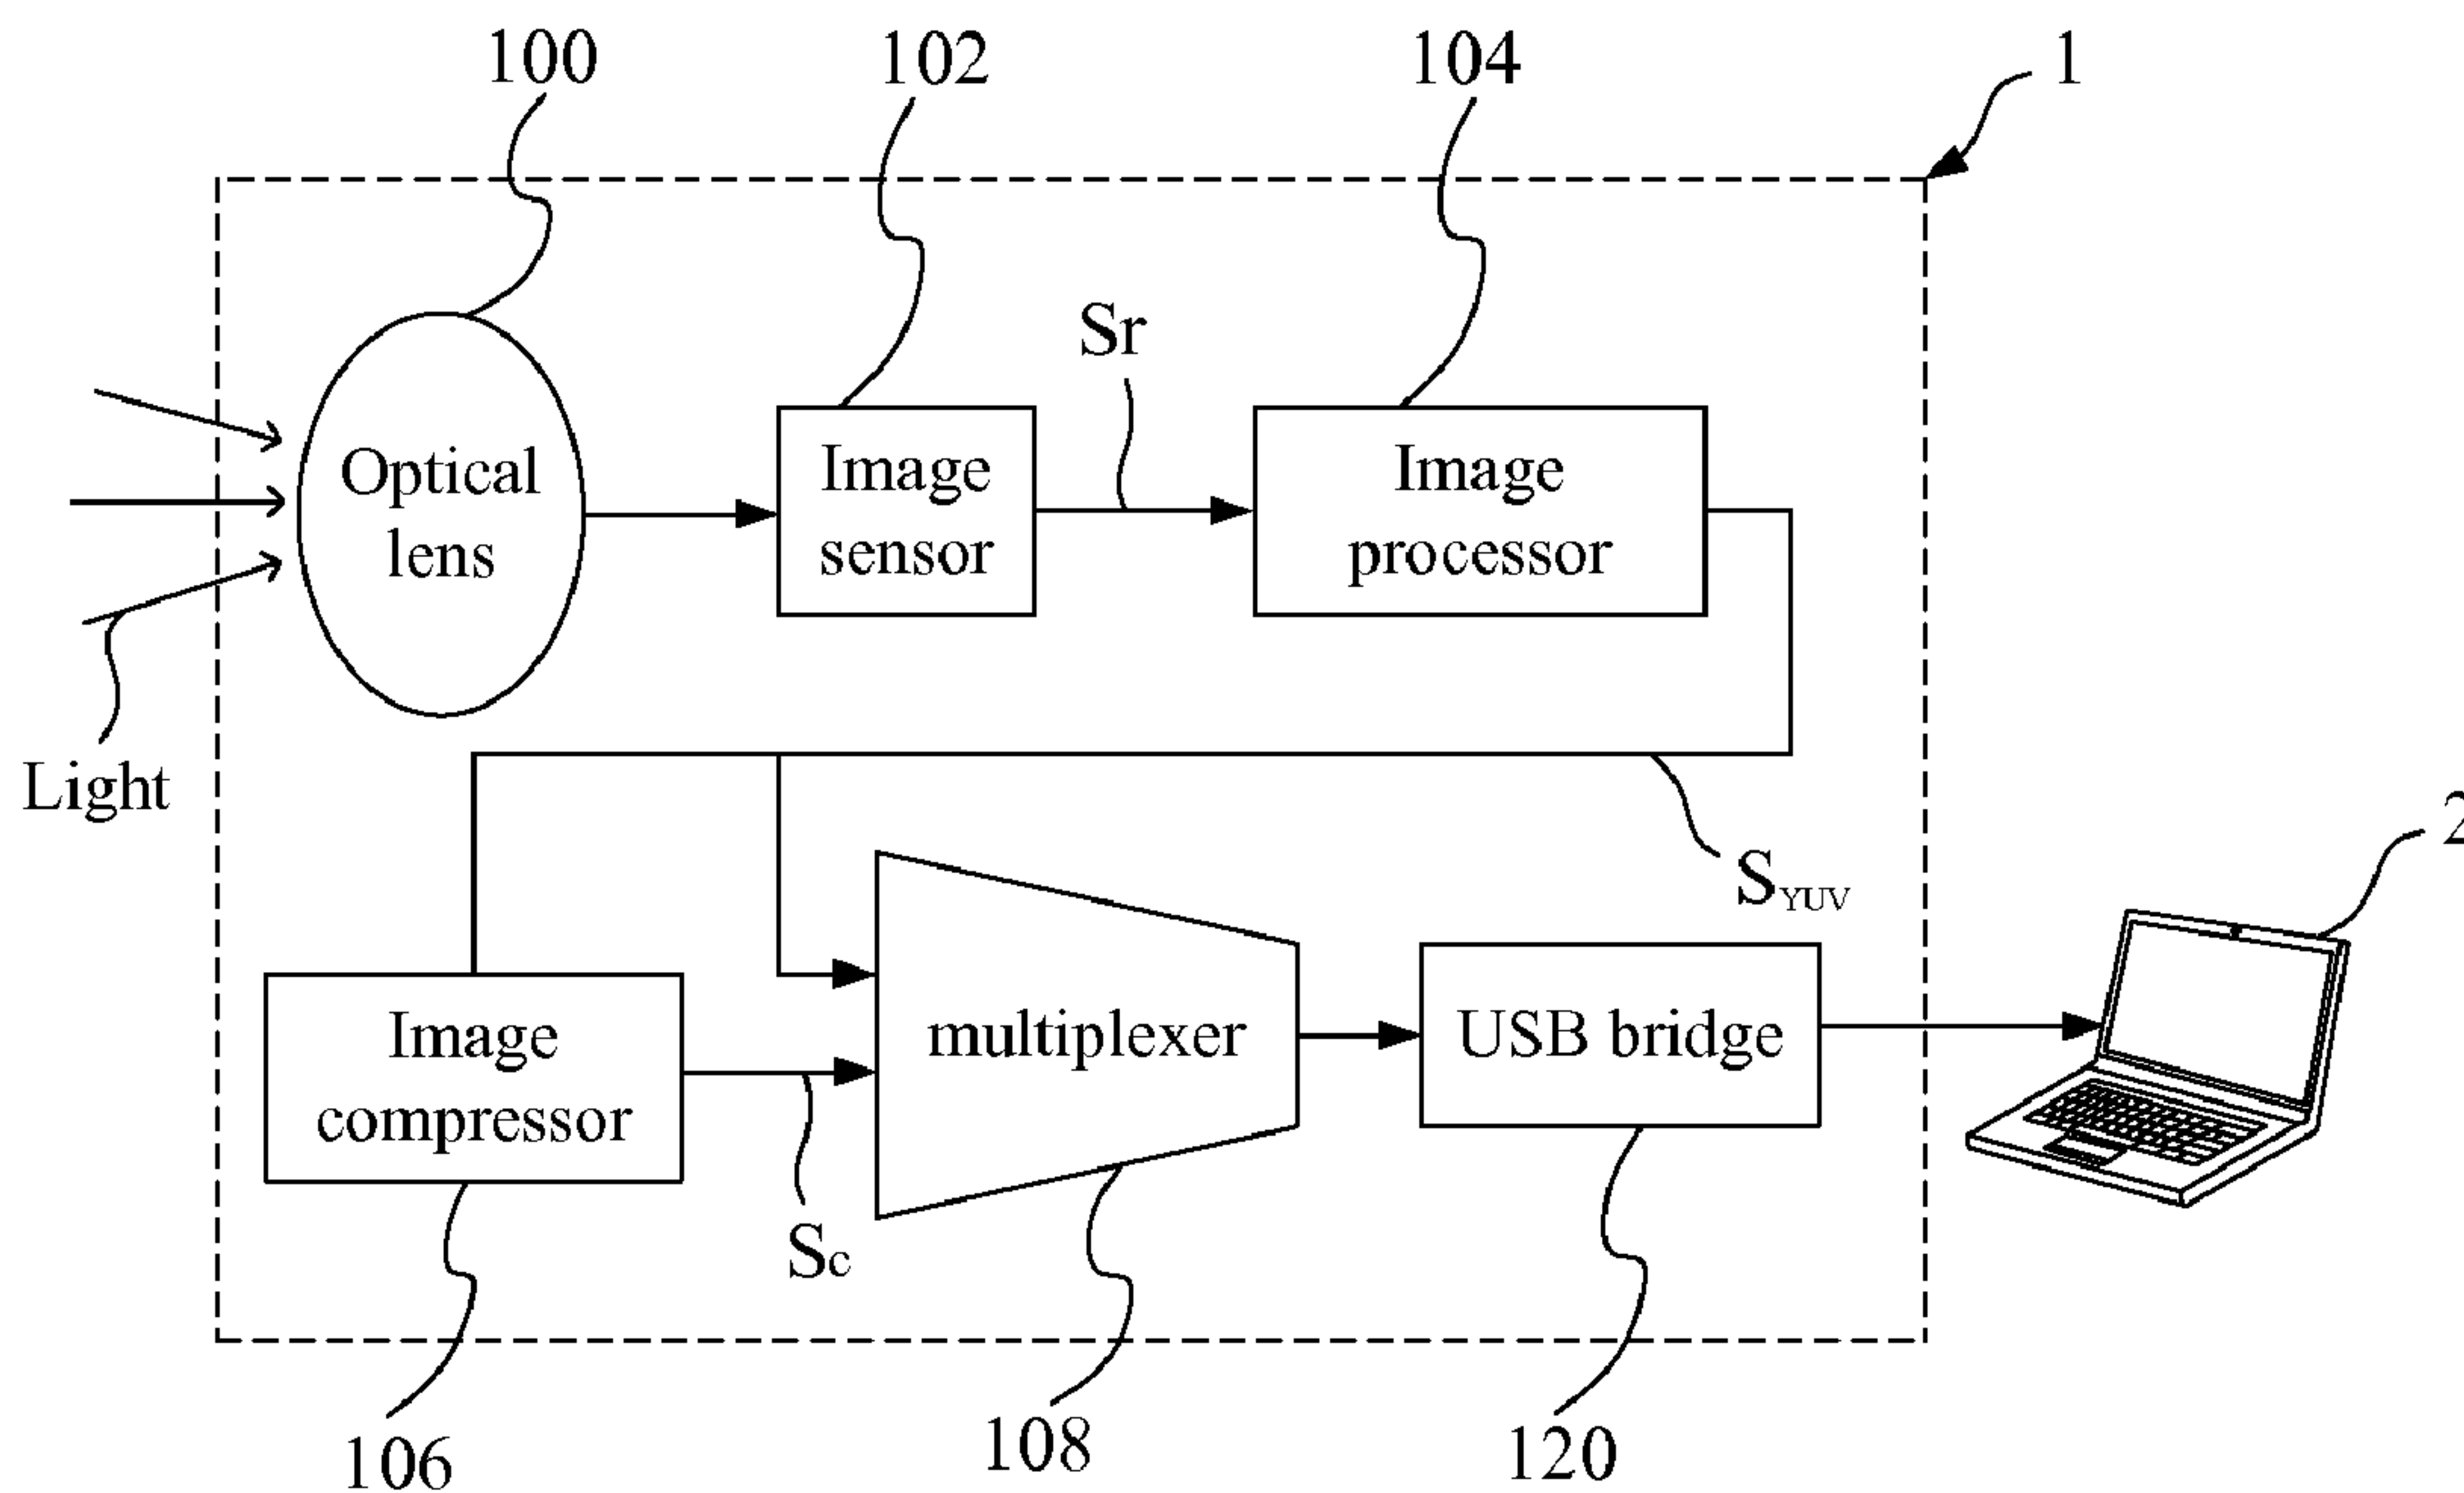 100
102
104
1
Sr
Optical
lens
Image
sensor
Image
processor
Light
SYUV
2
Image
compressor
multiplexer
USB bridge
Sc
106
108
120